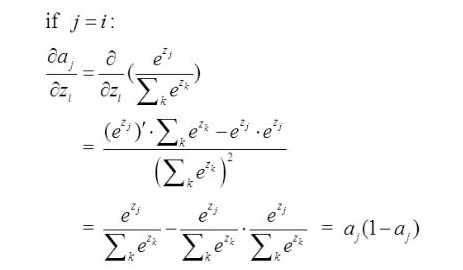 if j=i:
∂a_j/∂z_i = ∂/∂z_i (e^{z_j} / ∑_k e^{z_k})
= ((e^{z_j})′·∑_k e^{z_k} − e^{z_j}·e^{z_j}) / (∑_k e^{z_k})^2
= e^{z_j}/∑_k e^{z_k} − e^{z_j}/∑_k e^{z_k} · e^{z_j}/∑_k e^{z_k} = a_j(1−a_j)